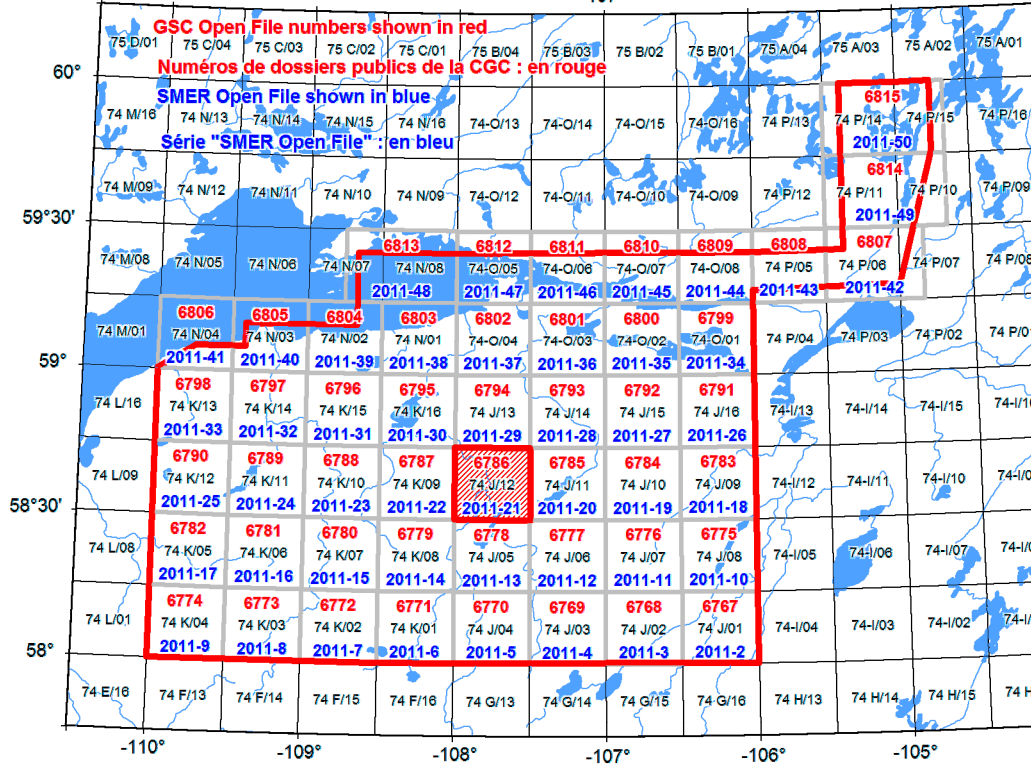 GSC Open File numbers shown in red
75 D/01 75 C/04 75 C/03 75 C/02 75 C/01 75 B/04 75 B/03 75 B/02 75 B/01 75 A/04 75 A/03 75 A/02 75 A/01
60° Numéros de dossiers publics de la CGC : en rouge
SMER Open File shown in blue 6815
74 M/16 74 N/13 74 N/14 74 N/15 74 N/16 74-O/13 74-O/14 74-O/15 74-O/16 74 P/13 74 P/14 74 P/15 74 P/16
Série "SMER Open File" : en bleu 2011-50
6814
74 M/09 74 N/12 74 N/11 74 N/10 74 N/09 74-O/12 74-O/11 74-O/10 74-O/09 74 P/12 74 P/11 74 P/10 74 P/09
59°30' 2011-49
6813 6812 6811 6810 6809 6808 6807
74 M/08 74 N/05 74 N/06 74 N/07 74 N/08 74-O/05 74-O/06 74-O/07 74-O/08 74 P/05 74 P/06 74 P/07 74 P/08
2011-48 2011-47 2011-46 2011-45 2011-44 2011-43 2011-42
6806 6805 6804 6803 6802 6801 6800 6799
74 M/01 74 N/04 74 N/03 74 N/02 74 N/01 74-O/04 74-O/03 74-O/02 74-O/01 74 P/04 74 P/03 74 P/02
59° 2011-41 2011-40 2011-39 2011-38 2011-37 2011-36 2011-35 2011-34
6798 6797 6796 6795 6794 6793 6792 6791
74 L/16 74 K/13 74 K/14 74 K/15 74 K/16 74 J/13 74 J/14 74 J/15 74 J/16 74-I/13 74-I/14 74-I/15
2011-33 2011-32 2011-31 2011-30 2011-29 2011-28 2011-27 2011-26
6790 6789 6788 6787 6786 6785 6784 6783
74 L/09 74 K/12 74 K/11 74 K/10 74 K/09 74 J/12 74 J/11 74 J/10 74 J/09 74-I/12 74-I/11 74-I/10
58°30' 2011-25 2011-24 2011-23 2011-22 2011-21 2011-20 2011-19 2011-18
6782 6781 6780 6779 6778 6777 6776 6775
74 L/08 74 K/05 74 K/06 74 K/07 74 K/08 74 J/05 74 J/06 74 J/07 74 J/08 74-I/05 74-I/06 74-I/07
2011-17 2011-16 2011-15 2011-14 2011-13 2011-12 2011-11 2011-10
6774 6773 6772 6771 6770 6769 6768 6767
74 L/01 74 K/04 74 K/03 74 K/02 74 K/01 74 J/04 74 J/03 74 J/02 74 J/01 74-I/04 74-I/03 74-I/02
58° 2011-9 2011-8 2011-7 2011-6 2011-5 2011-4 2011-3 2011-2
74 E/16 74 F/13 74 F/14 74 F/15 74 F/16 74 G/13 74 G/14 74 G/15 74 G/16 74 H/13 74 H/14 74 H/15
-110° -109° -108° -107° -106° -105°